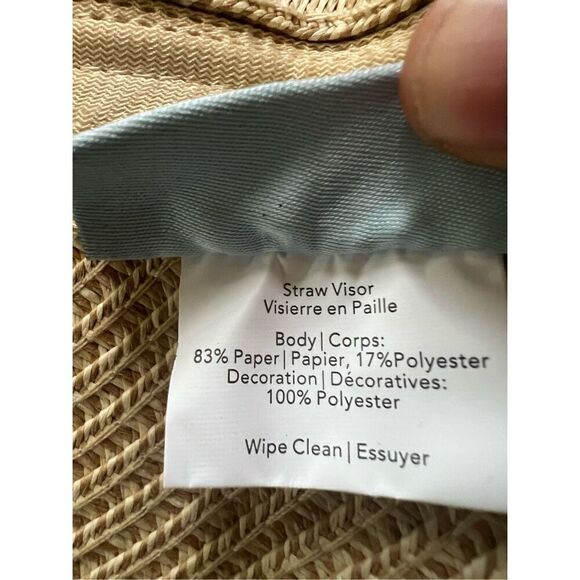 Straw Visor
Visierre en Paille
Body | Corps:
83% Paper | Papier, 17%Polyester
Decoration | Décoratives:
100% Polyester
Wipe Clean | Essuyer